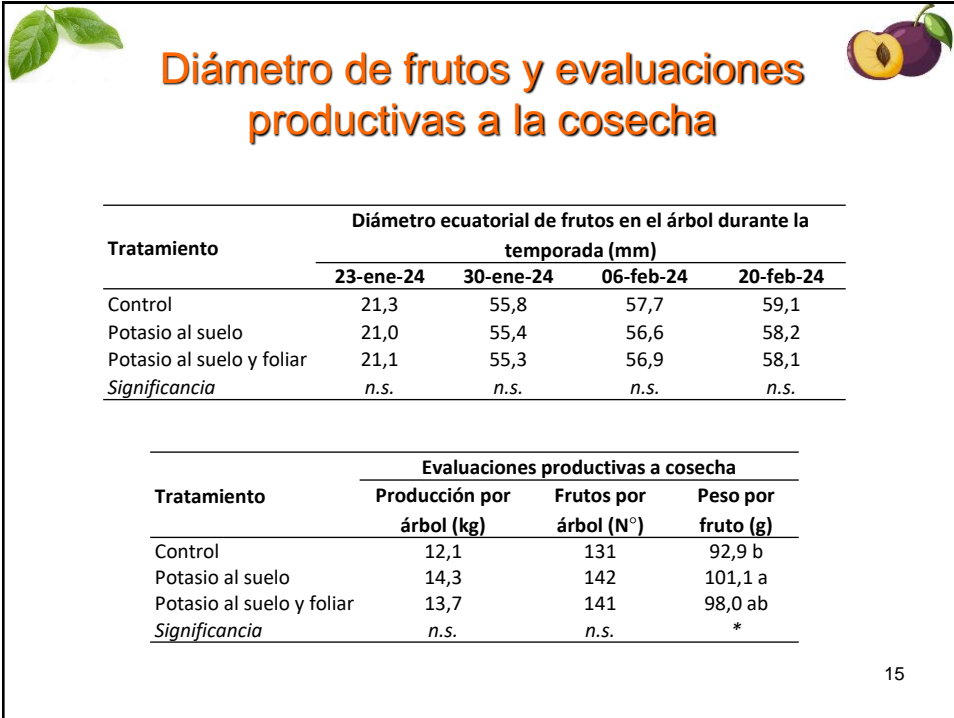 Diámetro de frutos y evaluaciones
productivas a la cosecha
Tratamiento
Diámetro ecuatorial de frutos en el árbol durante la
temporada (mm)
23-ene-24 30-ene-24 06-feb-24 20-feb-24
Control 21,3 55,8 57,7 59,1
Potasio al suelo 21,0 55,4 56,6 58,2
Potasio al suelo y foliar 21,1 55,3 56,9 58,1
Significancia n.s. n.s. n.s. n.s.
Evaluaciones productivas a cosecha
Tratamiento Producción por Frutos por Peso por
árbol (kg) árbol (N°) fruto (g)
Control 12,1 131 92,9 b
Potasio al suelo 14,3 142 101,1 a
Potasio al suelo y foliar 13,7 141 98,0 ab
Significancia n.s. n.s. *
15